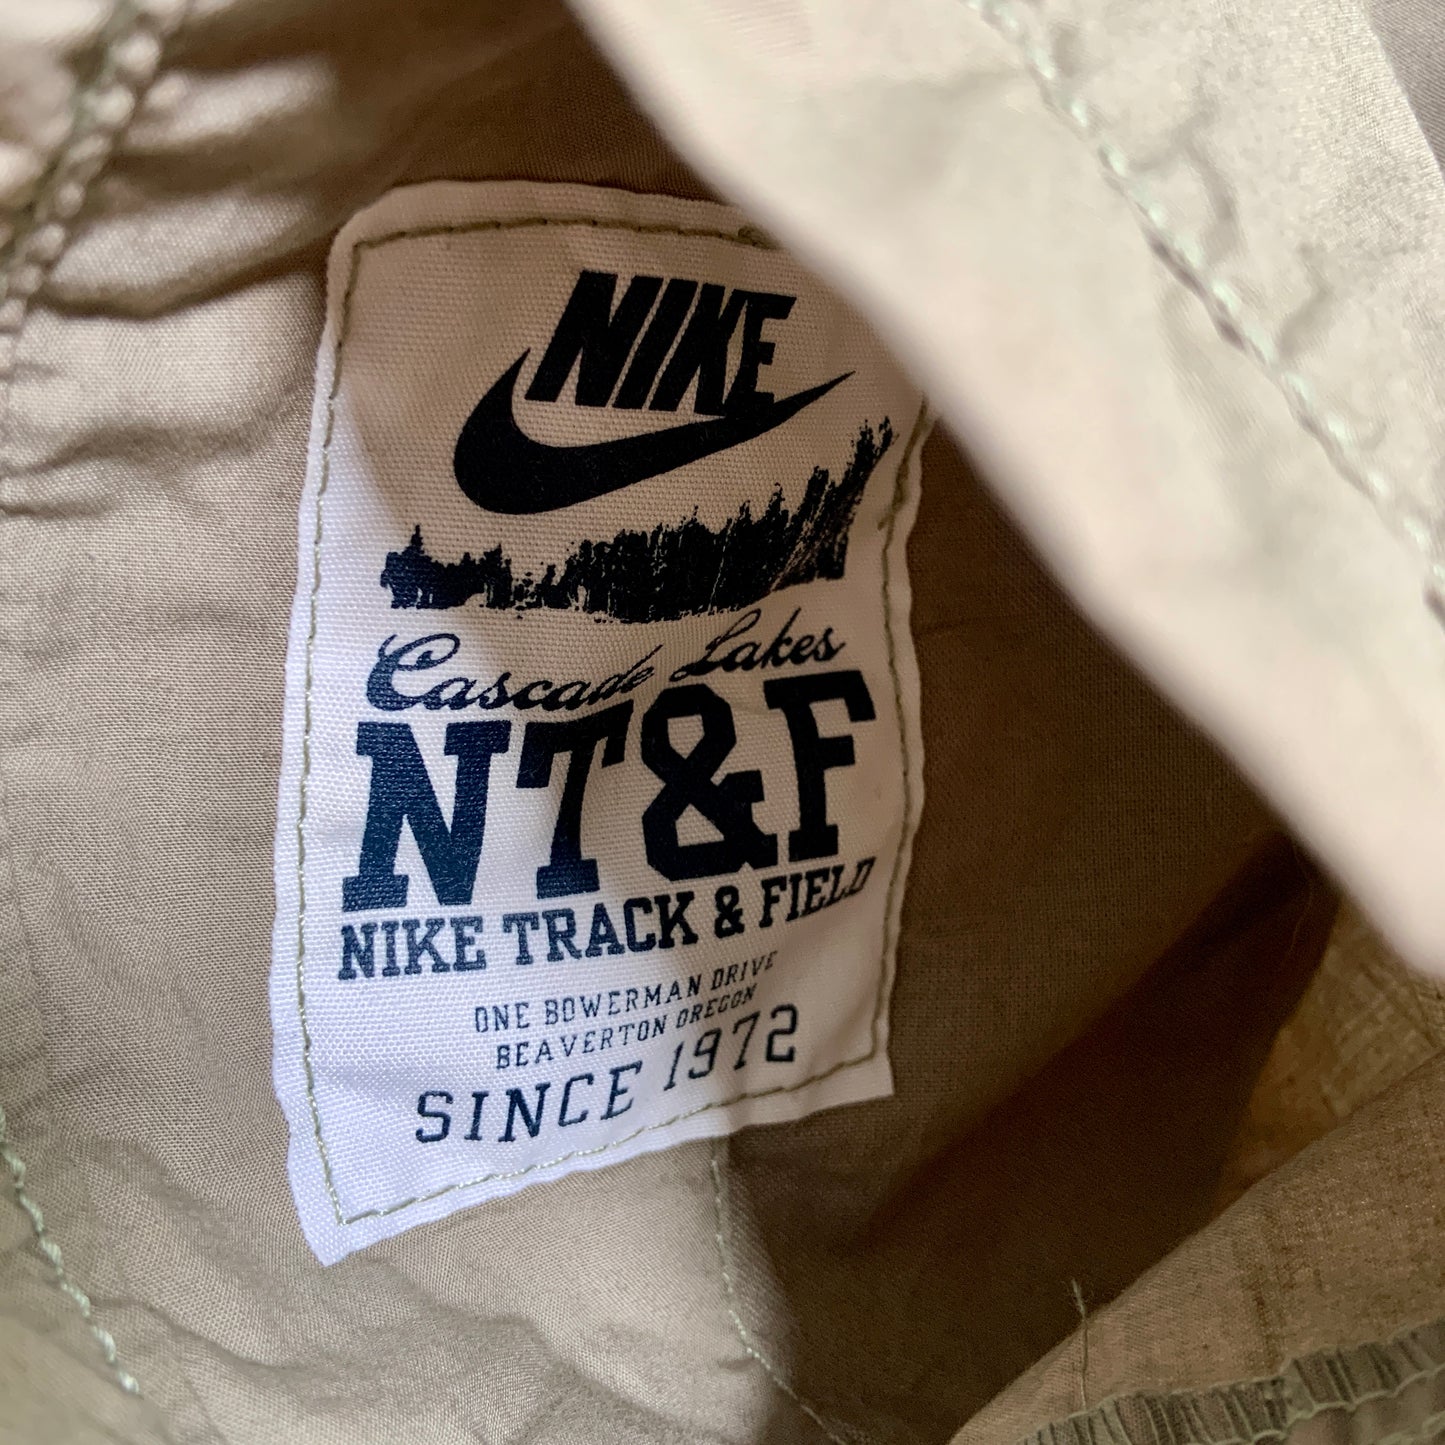 NIKE
Cascade Lakes
NT&F
NIKE TRACK & FIELD
ONE BOWERMAN DRIVE
BEAVERTON OREGON
SINCE 1972